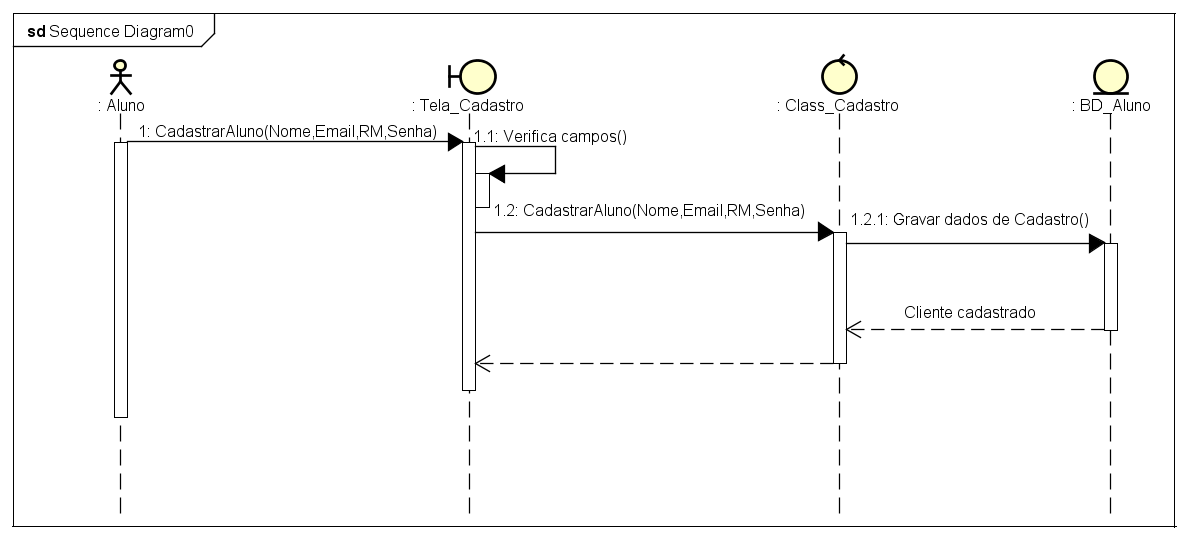 sd Sequence Diagram0
: Aluno
: Tela_Cadastro
: Class_Cadastro
: BD_Aluno
1: CadastrarAluno(Nome,Email,RM,Senha)
1.1: Verifica campos()
1.2: CadastrarAluno(Nome,Email,RM,Senha)
1.2.1: Gravar dados de Cadastro()
Cliente cadastrado